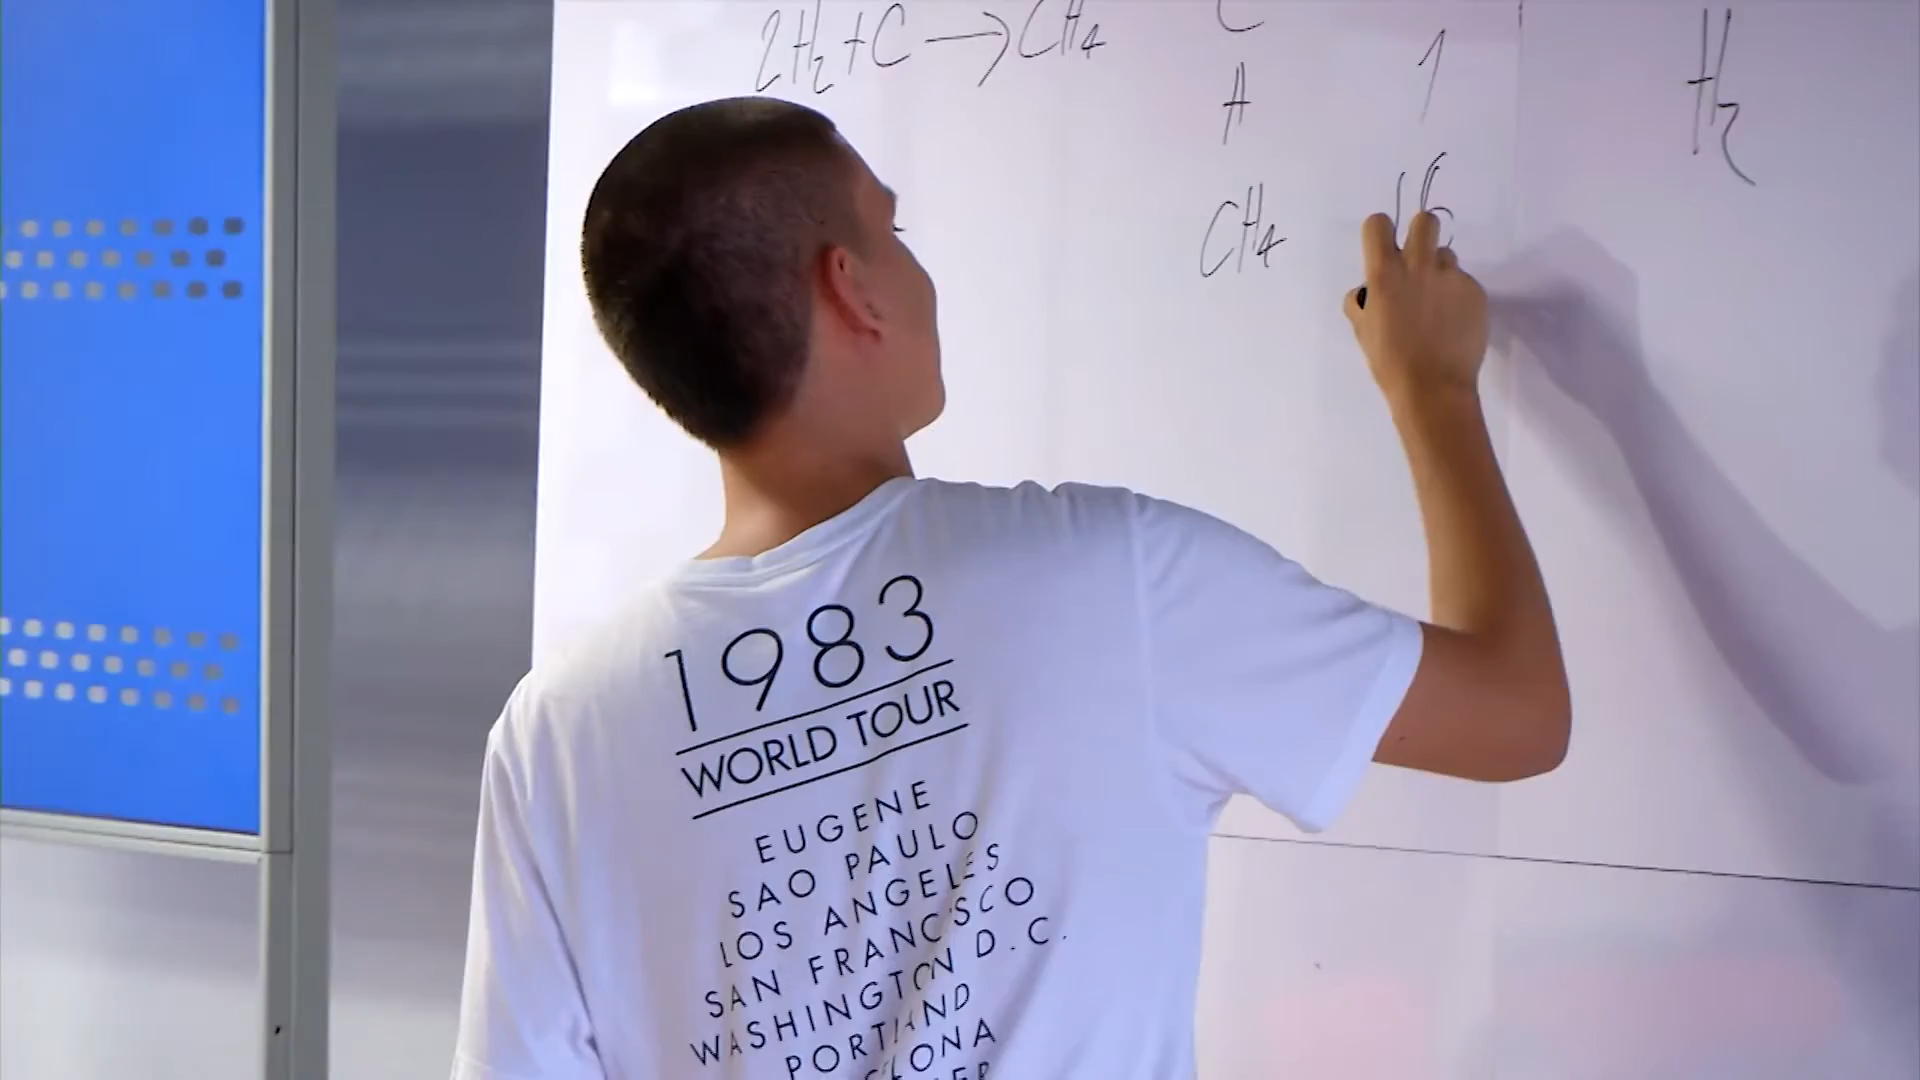 2H₂+C → CH₄
C
H 1
CH₄ 16
H₂
1983
WORLD TOUR
EUGENE
SAO PAULO
LOS ANGELES
SAN FRANCISCO
WASHINGTON D.C.
PORTLAND